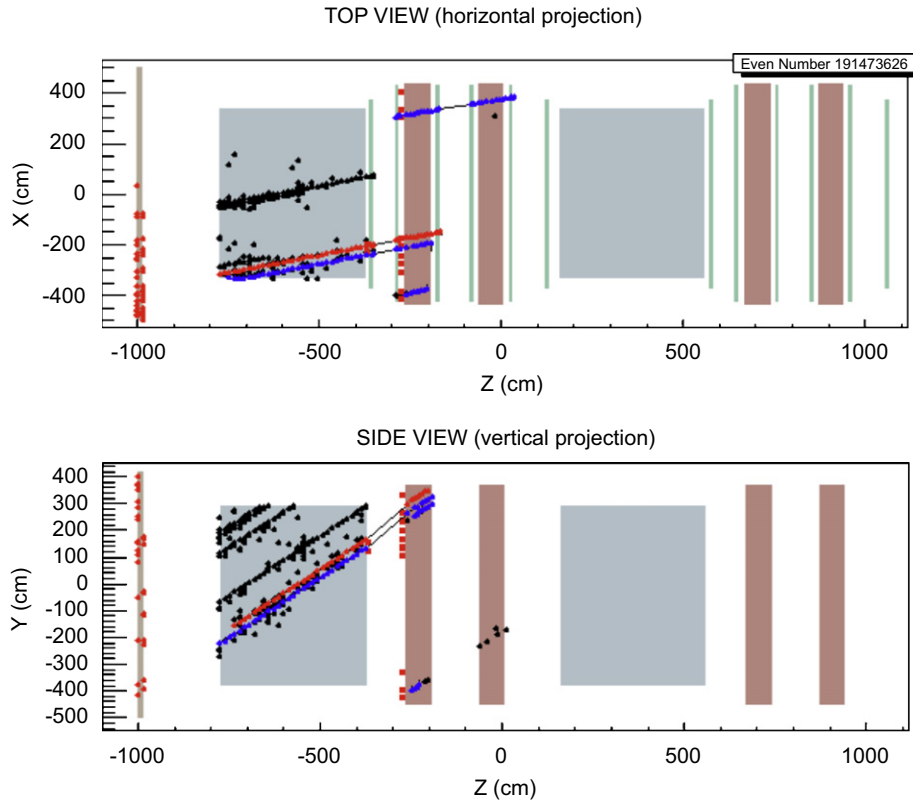 TOP VIEW (horizontal projection)
Even Number 191473626
400
200
0
-200
-400
X (cm)
-1000 -500 0 500 1000
Z (cm)
SIDE VIEW (vertical projection)
400
300
200
100
0
-100
-200
-300
-400
-500
Y (cm)
-1000 -500 0 500 1000
Z (cm)